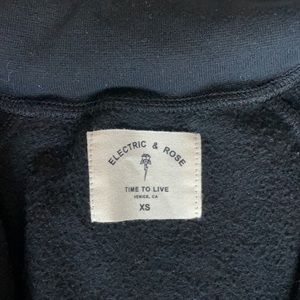 ELECTRIC & ROSE
TIME TO LIVE
VENICE, CA
XS